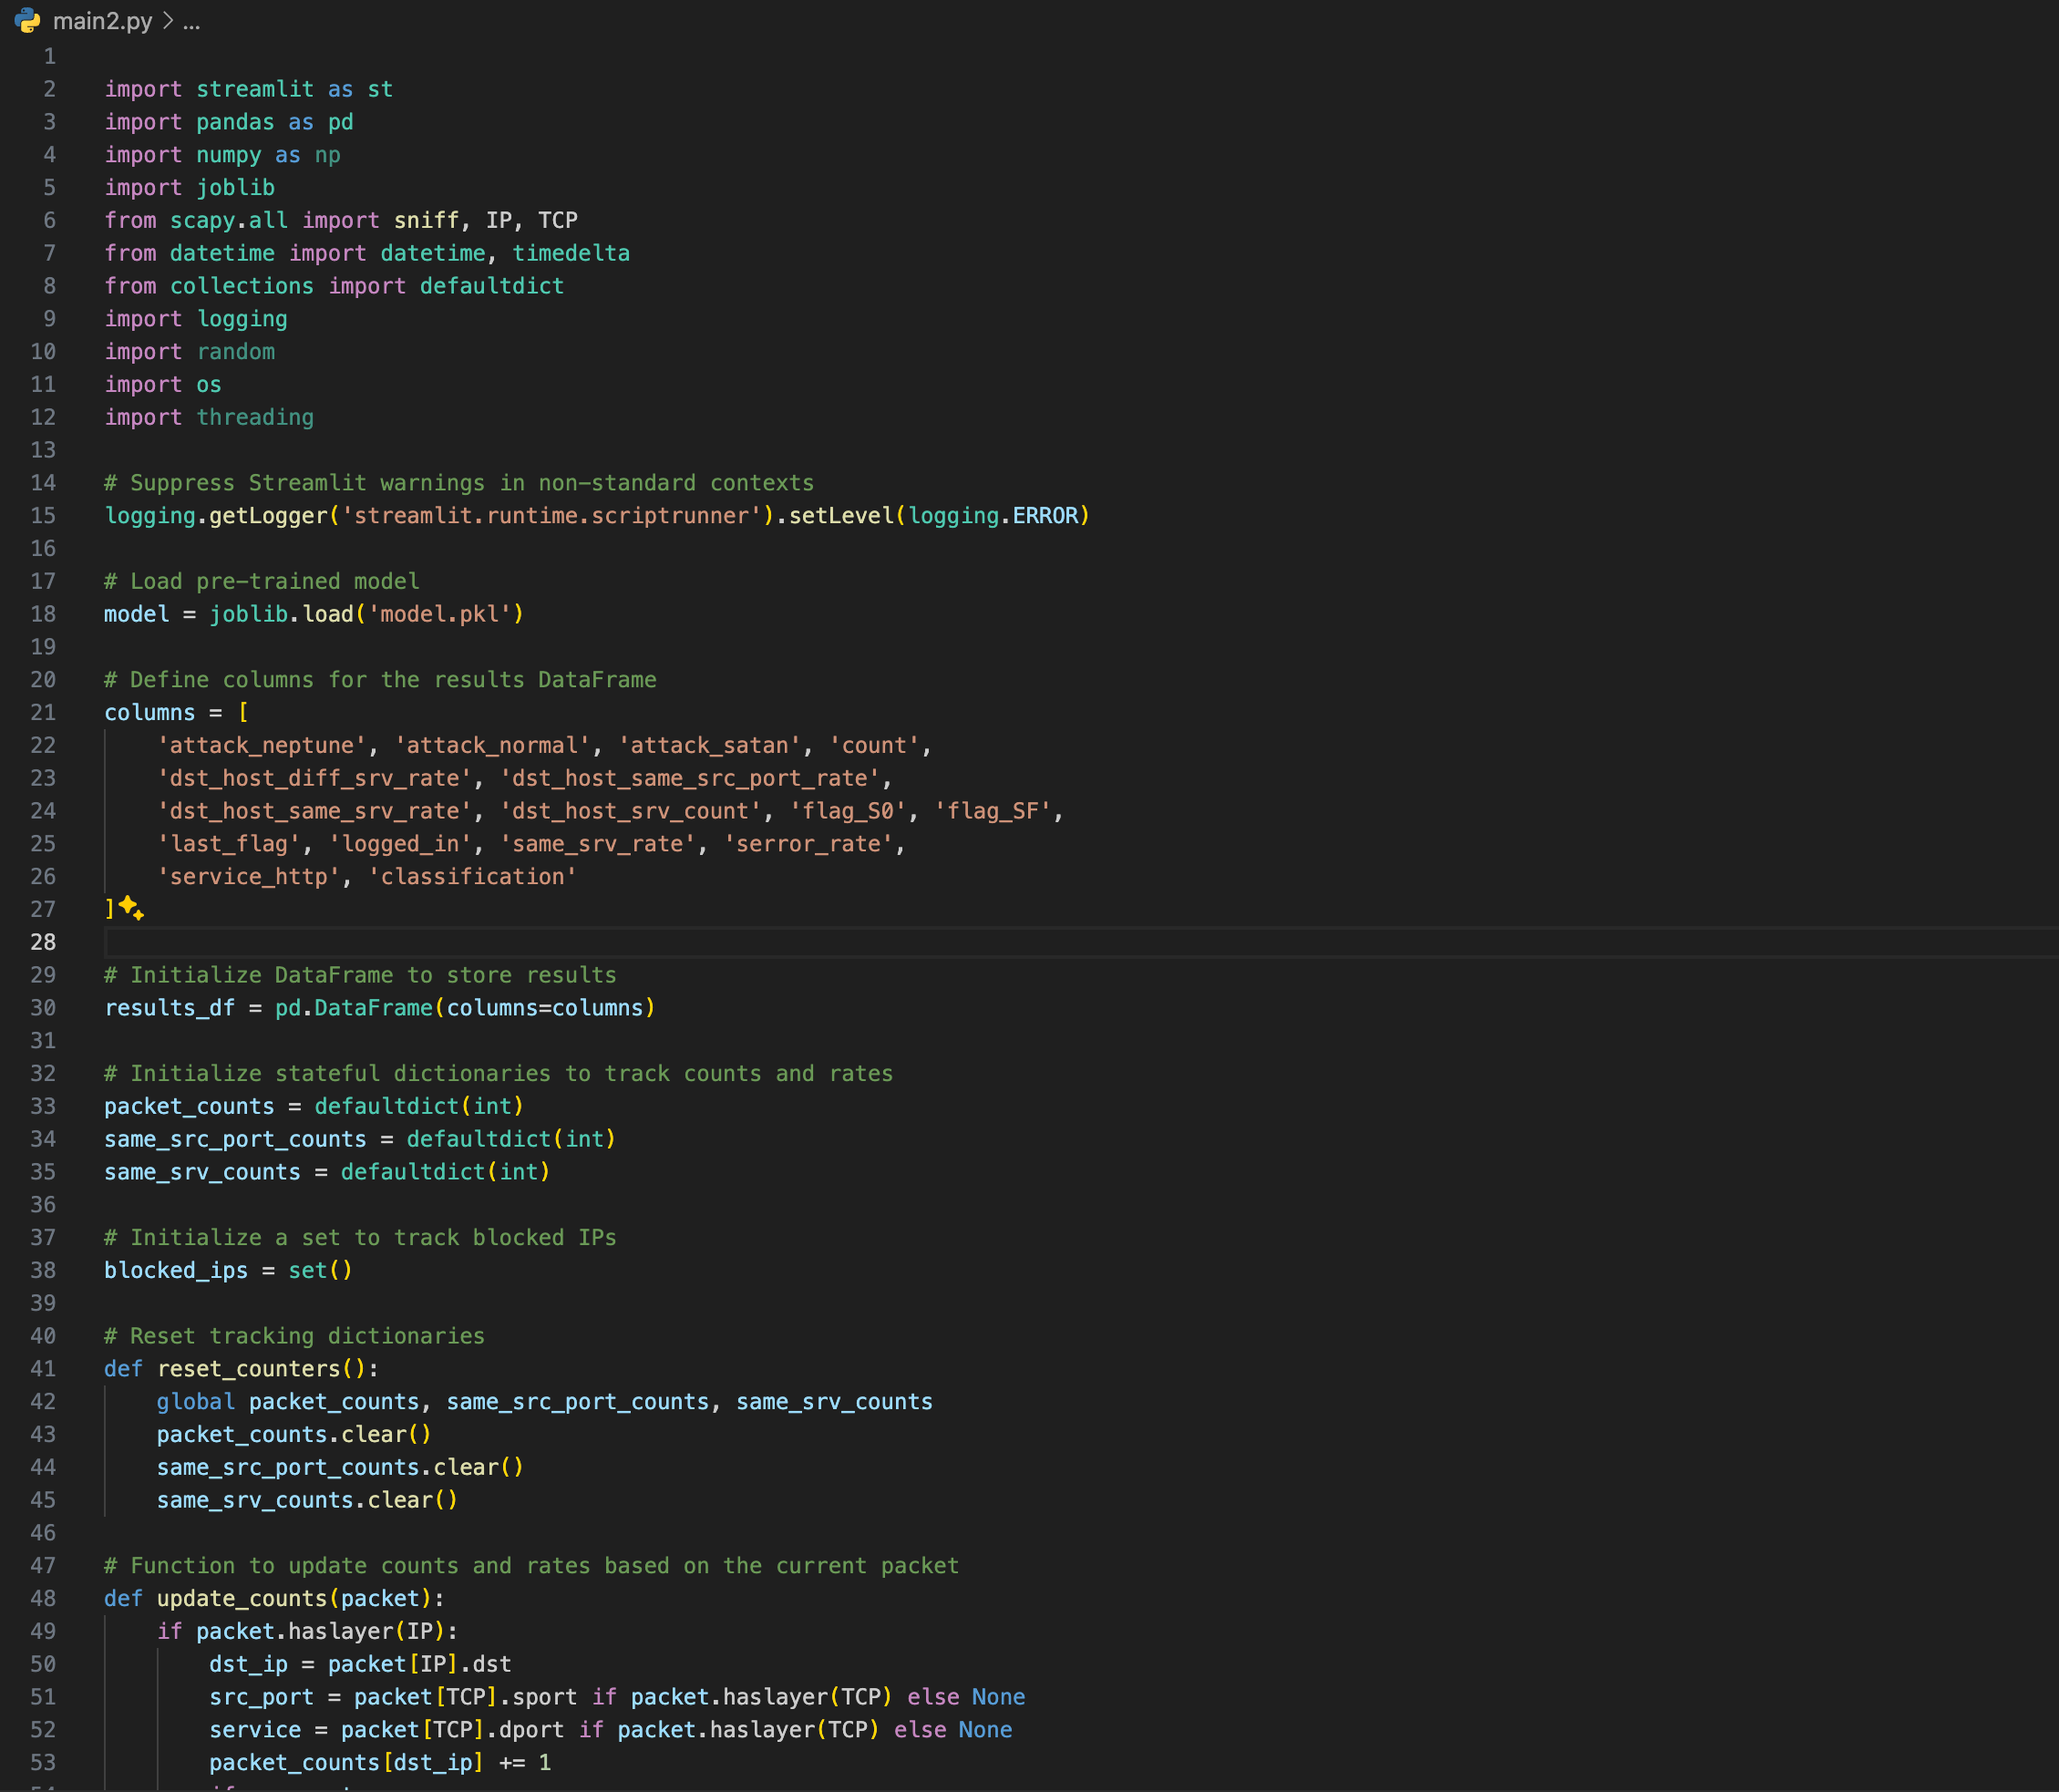 main2.py > ...
1
2 import streamlit as st
3 import pandas as pd
4 import numpy as np
5 import joblib
6 from scapy.all import sniff, IP, TCP
7 from datetime import datetime, timedelta
8 from collections import defaultdict
9 import logging
10 import random
11 import os
12 import threading
13
14 # Suppress Streamlit warnings in non-standard contexts
15 logging.getLogger('streamlit.runtime.scriptrunner').setLevel(logging.ERROR)
16
17 # Load pre-trained model
18 model = joblib.load('model.pkl')
19
20 # Define columns for the results DataFrame
21 columns = [
22     'attack_neptune', 'attack_normal', 'attack_satan', 'count',
23     'dst_host_diff_srv_rate', 'dst_host_same_src_port_rate',
24     'dst_host_same_srv_rate', 'dst_host_srv_count', 'flag_S0', 'flag_SF',
25     'last_flag', 'logged_in', 'same_srv_rate', 'serror_rate',
26     'service_http', 'classification'
27 ]
28
29 # Initialize DataFrame to store results
30 results_df = pd.DataFrame(columns=columns)
31
32 # Initialize stateful dictionaries to track counts and rates
33 packet_counts = defaultdict(int)
34 same_src_port_counts = defaultdict(int)
35 same_srv_counts = defaultdict(int)
36
37 # Initialize a set to track blocked IPs
38 blocked_ips = set()
39
40 # Reset tracking dictionaries
41 def reset_counters():
42     global packet_counts, same_src_port_counts, same_srv_counts
43     packet_counts.clear()
44     same_src_port_counts.clear()
45     same_srv_counts.clear()
46
47 # Function to update counts and rates based on the current packet
48 def update_counts(packet):
49     if packet.haslayer(IP):
50         dst_ip = packet[IP].dst
51         src_port = packet[TCP].sport if packet.haslayer(TCP) else None
52         service = packet[TCP].dport if packet.haslayer(TCP) else None
53         packet_counts[dst_ip] += 1